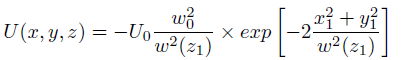 U(x, y, z) = −U₀ w₀²/w²(z₁) × exp[−2 (x₁² + y₁²)/w²(z₁)]